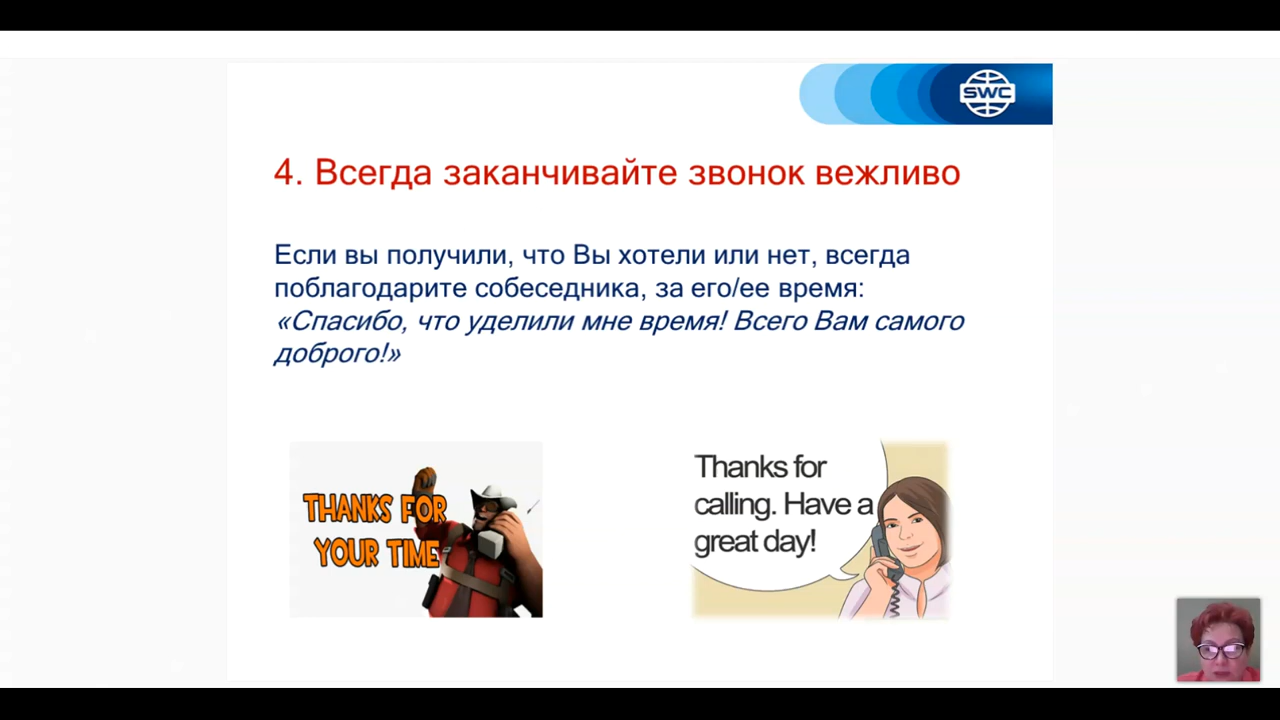 SWC
4. Всегда заканчивайте звонок вежливо
Если вы получили, что Вы хотели или нет, всегда
поблагодарите собеседника, за его/ее время:
«Спасибо, что уделили мне время! Всего Вам самого
доброго!»
THANKS FOR
YOUR TIME
Thanks for
calling. Have a
great day!